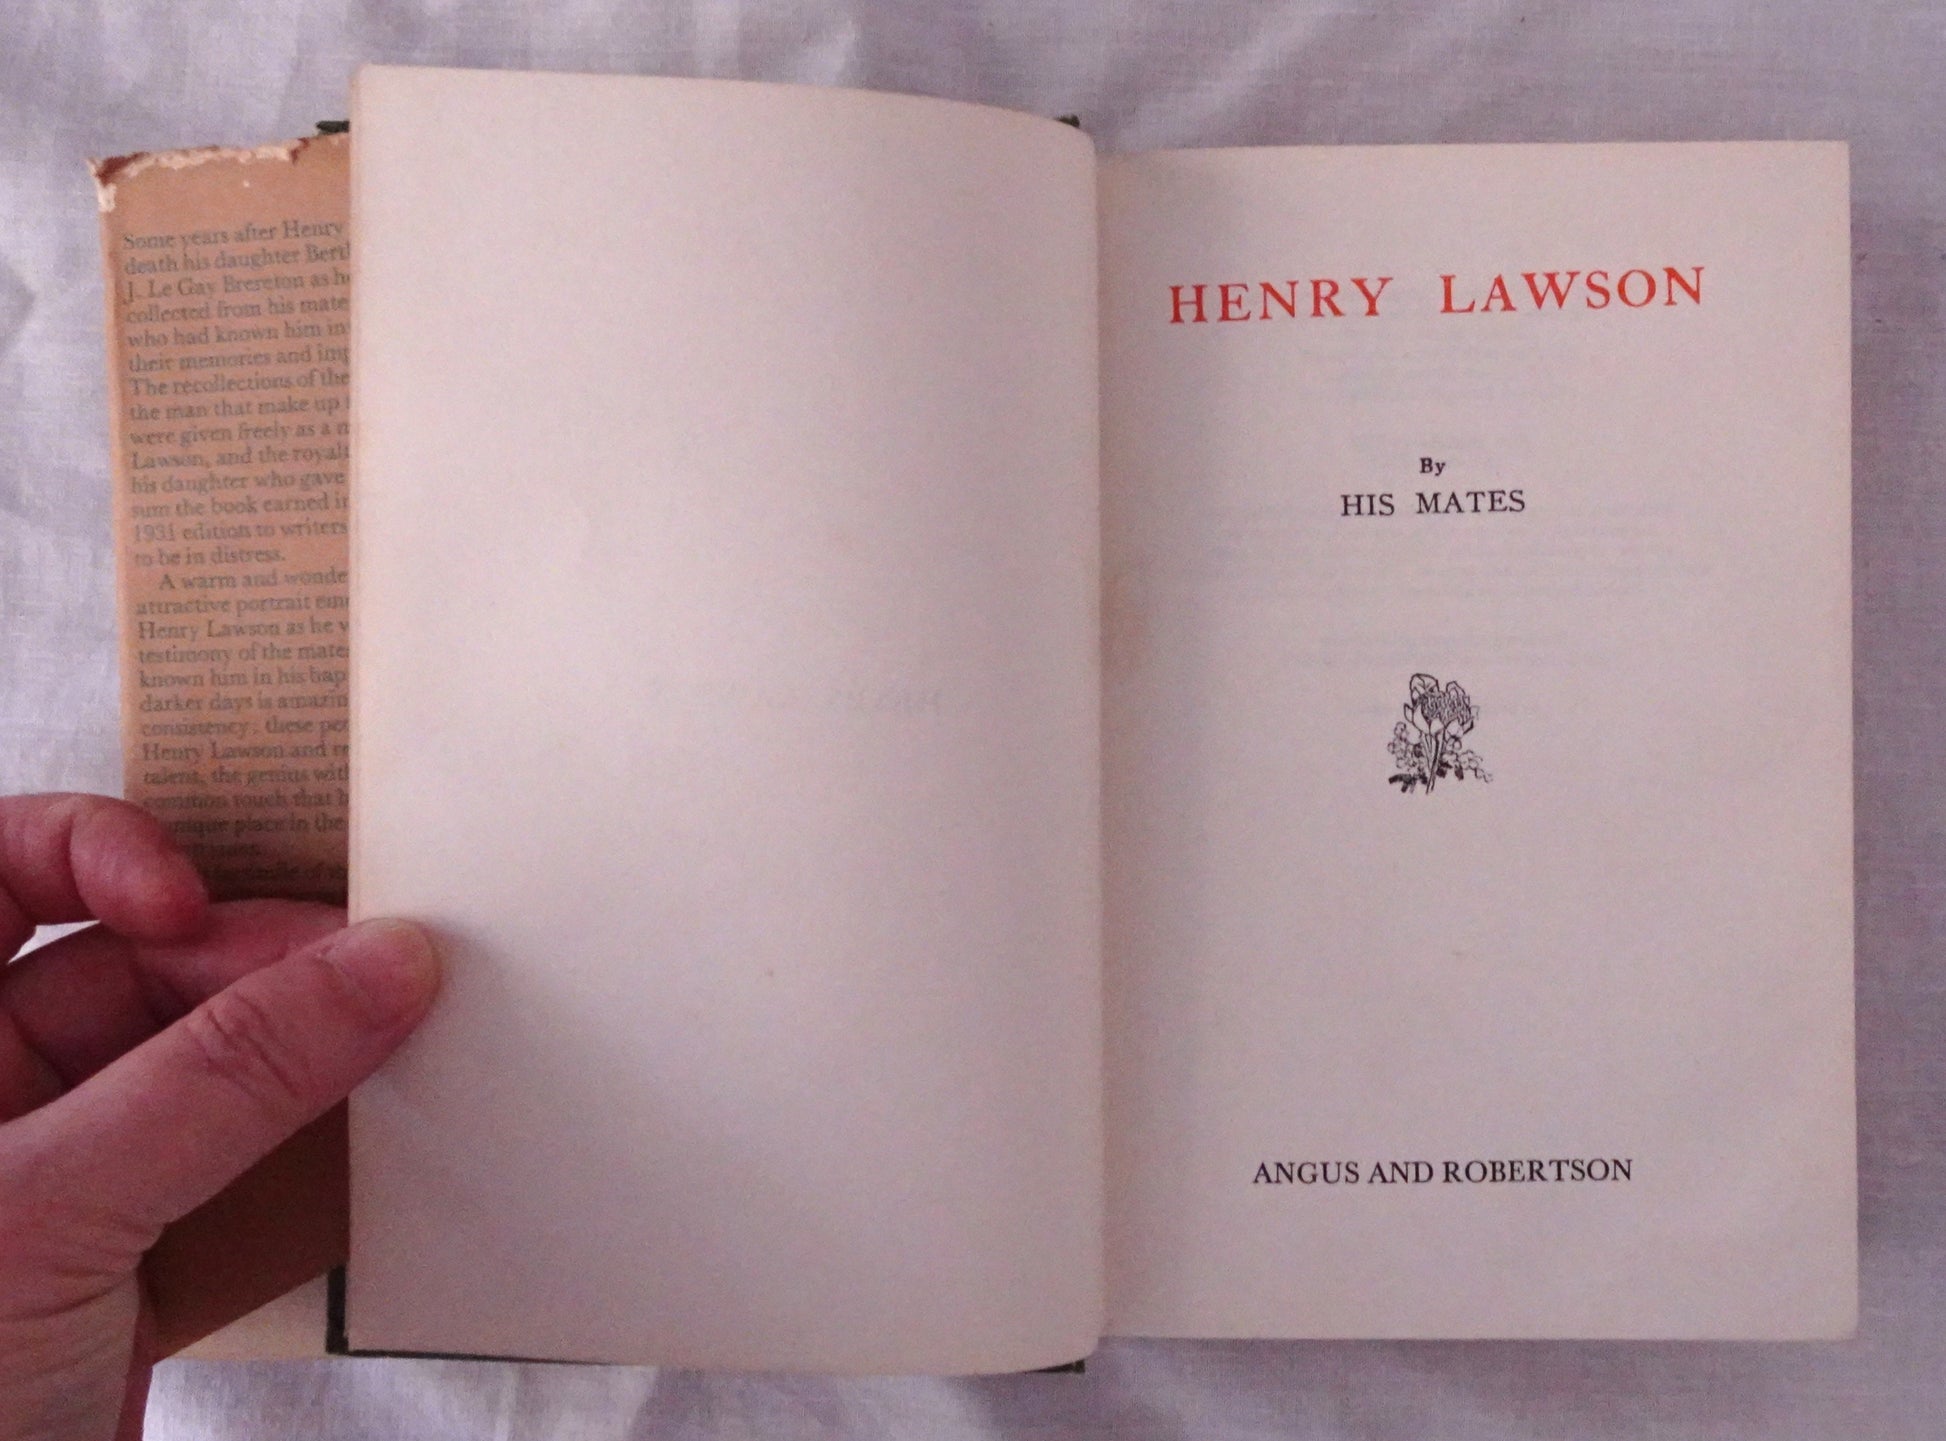 Some years after Henry
death his daughter Bert
J. Le Gay Brereton as he
collected from his mate
who had known him in
their memories and imp
The recollections of the
the man that make up
were given freely as a m
Lawson, and the royalt
his daughter who gave
sum the book earned in
1931 edition to writers
to be in distress.
A warm and wonde
attractive portrait em
Henry Lawson as he w
testimony of the mate
known him in his hap
darker days is amazin
consistency; these pe
Henry Lawson and re
talent, the genius with
common touch that h
unique place in the
HENRY LAWSON
By
HIS MATES
ANGUS AND ROBERTSON